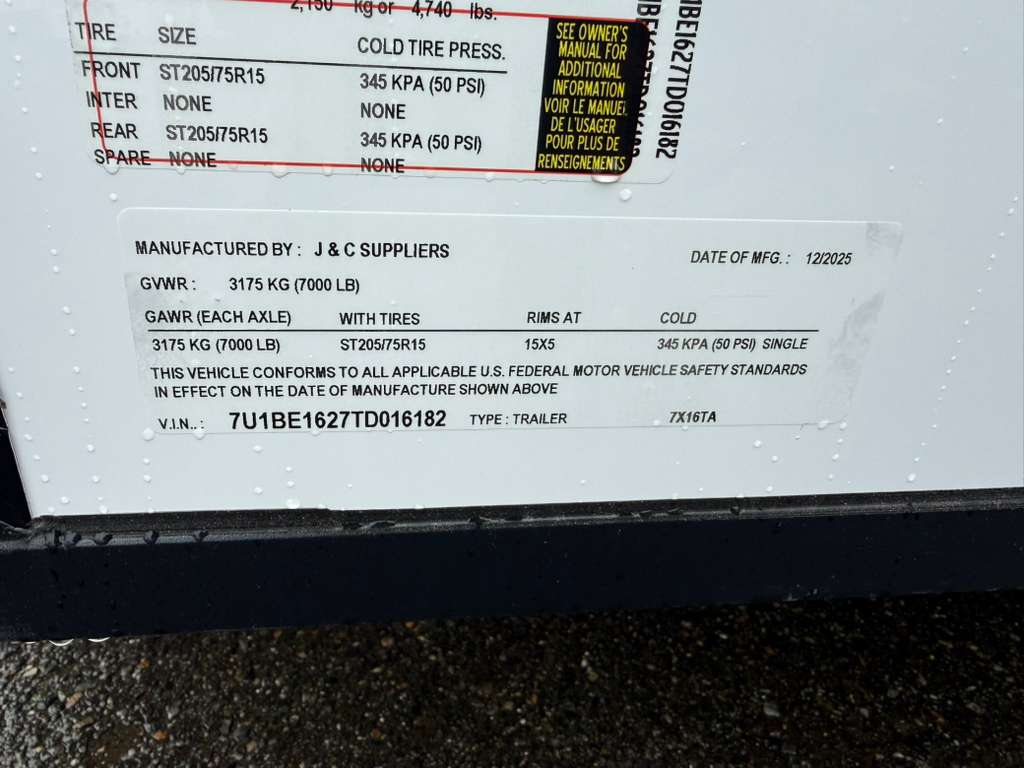 2,150 kg or 4,740 lbs.
TIRE SIZE COLD TIRE PRESS.
FRONT ST205/75R15 345 KPA (50 PSI)
INTER NONE NONE
REAR ST205/75R15 345 KPA (50 PSI)
SPARE NONE NONE
SEE OWNER'S
MANUAL FOR
ADDITIONAL
INFORMATION
VOIR LE MANUEL
DE L'USAGER
POUR PLUS DE
RENSEIGNEMENTS
1BE1627TD016182
MANUFACTURED BY : J & C SUPPLIERS DATE OF MFG. : 12/2025
GVWR : 3175 KG (7000 LB)
GAWR (EACH AXLE) WITH TIRES RIMS AT COLD
3175 KG (7000 LB) ST205/75R15 15X5 345 KPA (50 PSI) SINGLE
THIS VEHICLE CONFORMS TO ALL APPLICABLE U.S. FEDERAL MOTOR VEHICLE SAFETY STANDARDS
IN EFFECT ON THE DATE OF MANUFACTURE SHOWN ABOVE
V.I.N.. : 7U1BE1627TD016182 TYPE : TRAILER 7X16TA